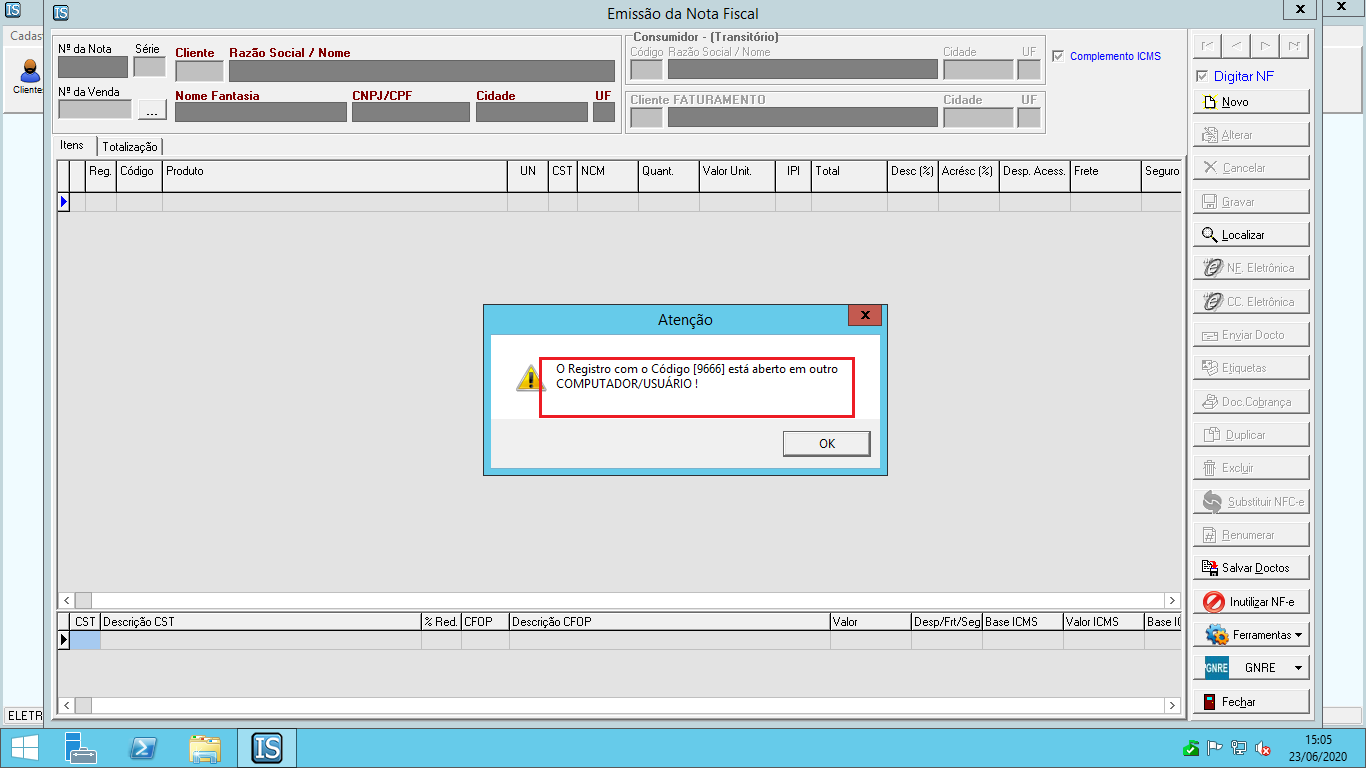 IS
IS
Emissão da Nota Fiscal
x
x
Cadast
Clientes
Nº da Nota
Série
Cliente
Razão Social / Nome
Nº da Venda
...
Nome Fantasia
CNPJ/CPF
Cidade
UF
Consumidor - (Transitório)
Código
Razão Social / Nome
Cidade
UF
Cliente FATURAMENTO
Cidade
UF
Complemento ICMS
Digitar NF
Novo
Alterar
Cancelar
Gravar
Localizar
NF. Eletrônica
CC. Eletrônica
Enviar Docto
Etiquetas
Doc.Cobrança
Duplicar
Excluir
Substituir NFC-e
Renumerar
Salvar Doctos
Inutilizar NF-e
Ferramentas
GNRE
GNRE
Fechar
Itens
Totalização
Reg.
Código
Produto
UN
CST
NCM
Quant.
Valor Unit.
IPI
Total
Desc (%)
Acrésc (%)
Desp. Acess.
Frete
Seguro
Atenção
x
O Registro com o Código [9666] está aberto em outro
COMPUTADOR/USUÁRIO !
OK
CST
Descrição CST
% Red.
CFOP
Descrição CFOP
Valor
Desp/Frt/Seg
Base ICMS
Valor ICMS
Base IC
ELETR
IS
15:05
23/06/2020